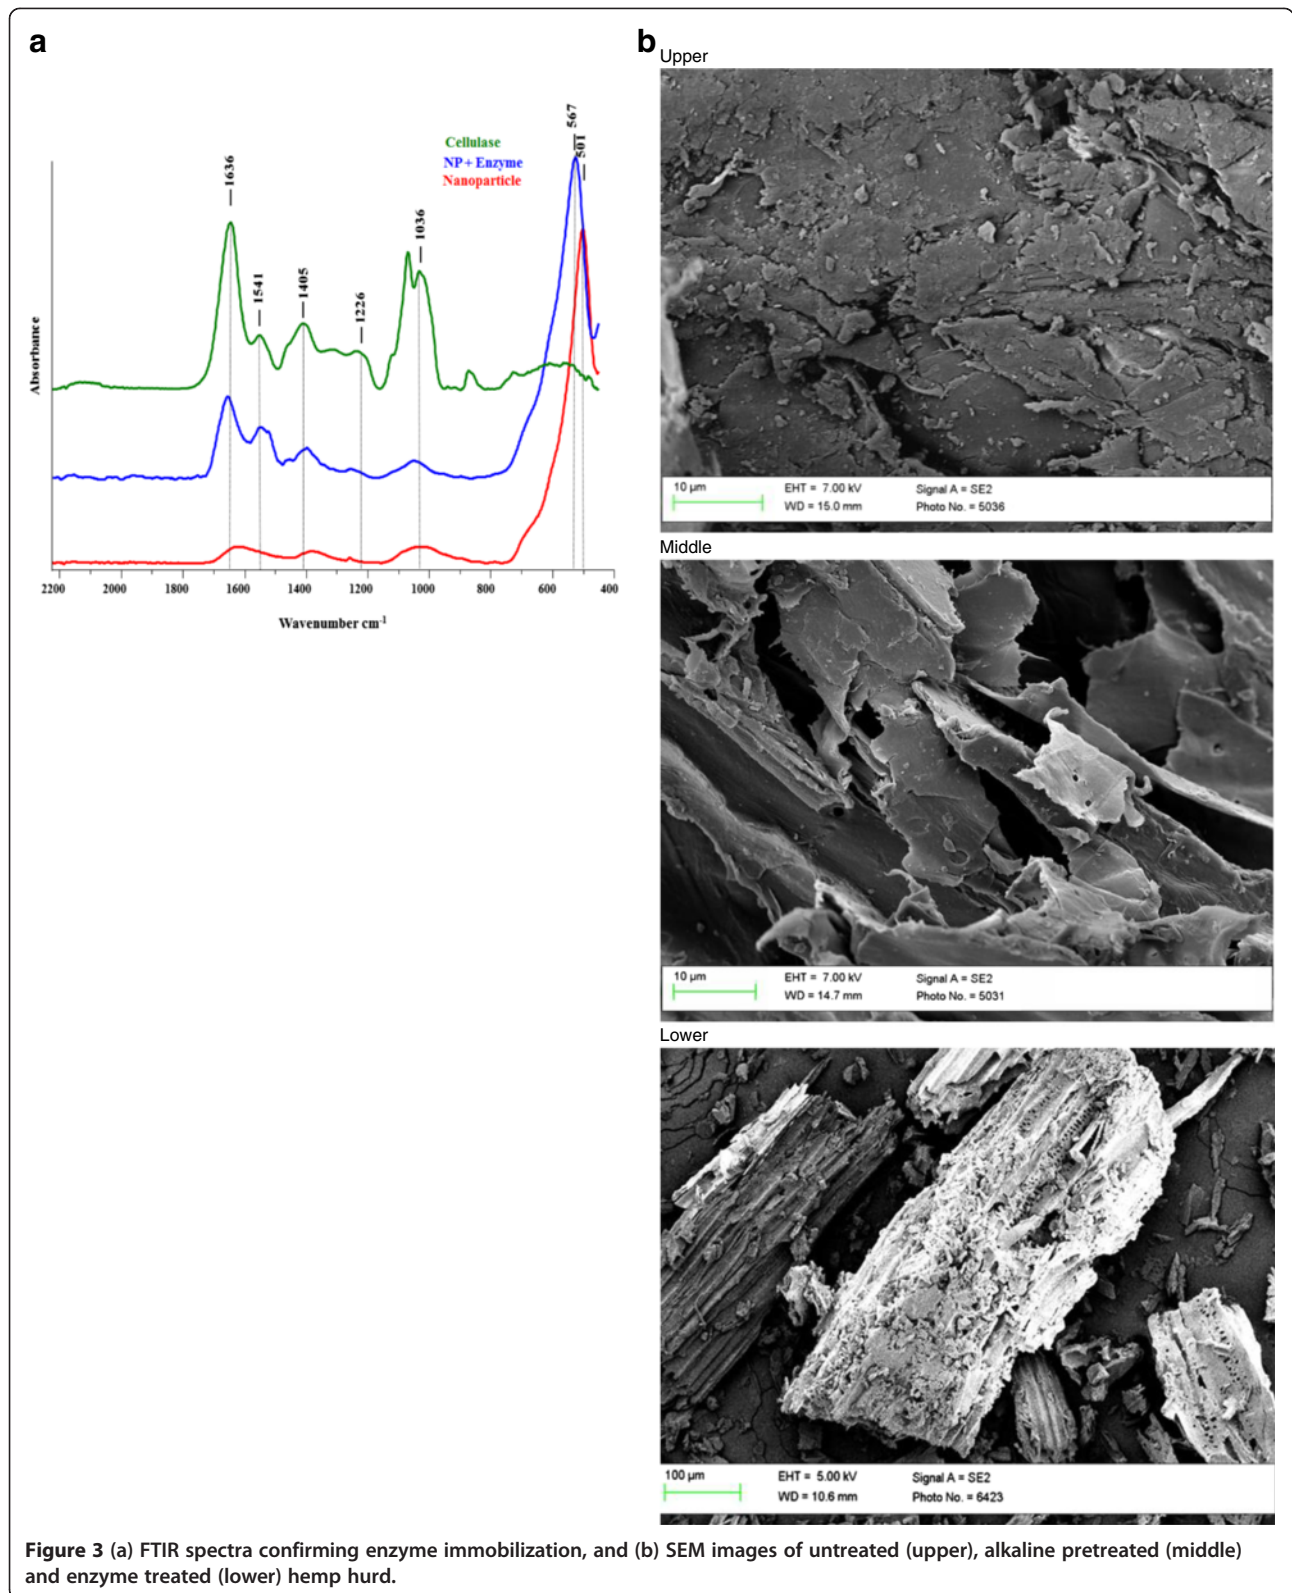 a
Cellulase
NP + Enzyme
Nanoparticle
1636
1541
1405
1226
1036
567
501
Absorbance
2200 2000 1800 1600 1400 1200 1000 800 600 400
Wavenumber cm-1
b
Upper
10 µm EHT = 7.00 kV Signal A = SE2
WD = 15.0 mm Photo No. = 5036
Middle
10 µm EHT = 7.00 kV Signal A = SE2
WD = 14.7 mm Photo No. = 5031
Lower
100 µm EHT = 5.00 kV Signal A = SE2
WD = 10.6 mm Photo No. = 6423
Figure 3 (a) FTIR spectra confirming enzyme immobilization, and (b) SEM images of untreated (upper), alkaline pretreated (middle)
and enzyme treated (lower) hemp hurd.